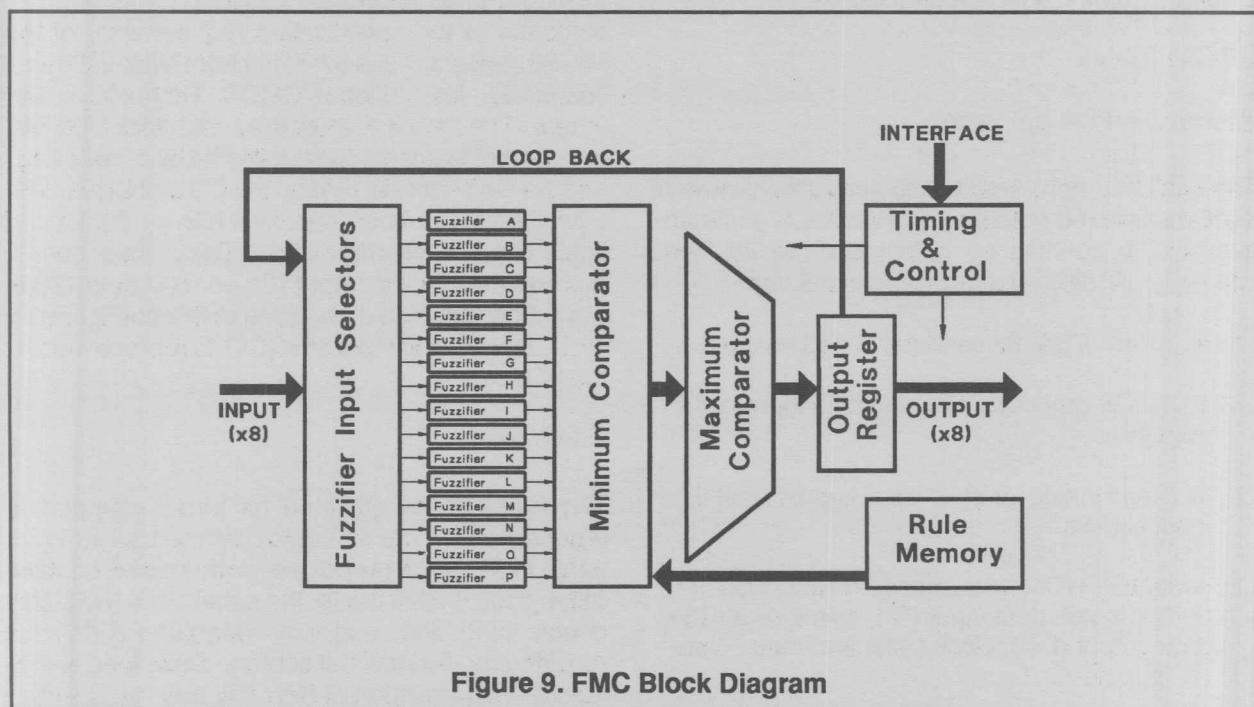 INTERFACE
LOOP BACK
Timing
&
Control
Fuzzifier Input Selectors
Fuzzifier A
Fuzzifier B
Fuzzifier C
Fuzzifier D
Fuzzifier E
Fuzzifier F
Fuzzifier G
Fuzzifier H
Fuzzifier I
Fuzzifier J
Fuzzifier K
Fuzzifier L
Fuzzifier M
Fuzzifier N
Fuzzifier O
Fuzzifier P
Minimum Comparator
Maximum
Comparator
Output
Register
INPUT
(x8)
OUTPUT
(x8)
Rule
Memory
Figure 9. FMC Block Diagram